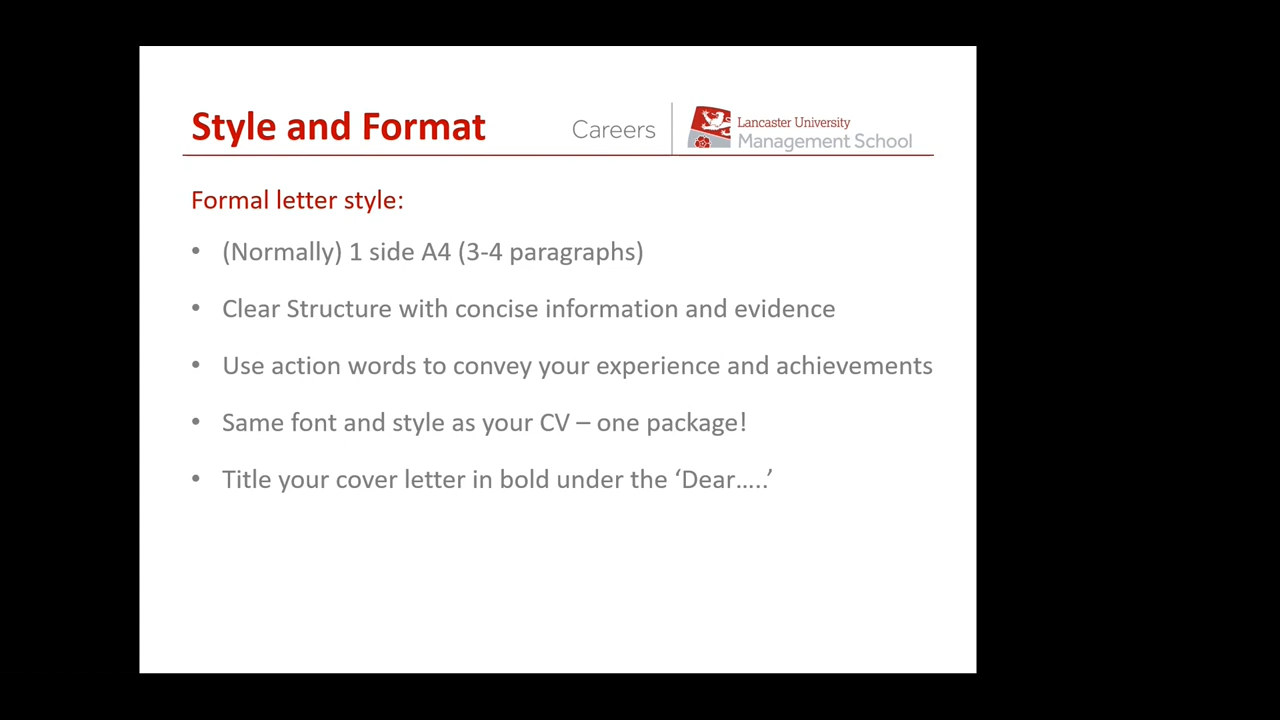 Style and Format
Careers
Lancaster University
Management School
Formal letter style:
• (Normally) 1 side A4 (3-4 paragraphs)
• Clear Structure with concise information and evidence
• Use action words to convey your experience and achievements
• Same font and style as your CV – one package!
• Title your cover letter in bold under the ‘Dear…..’